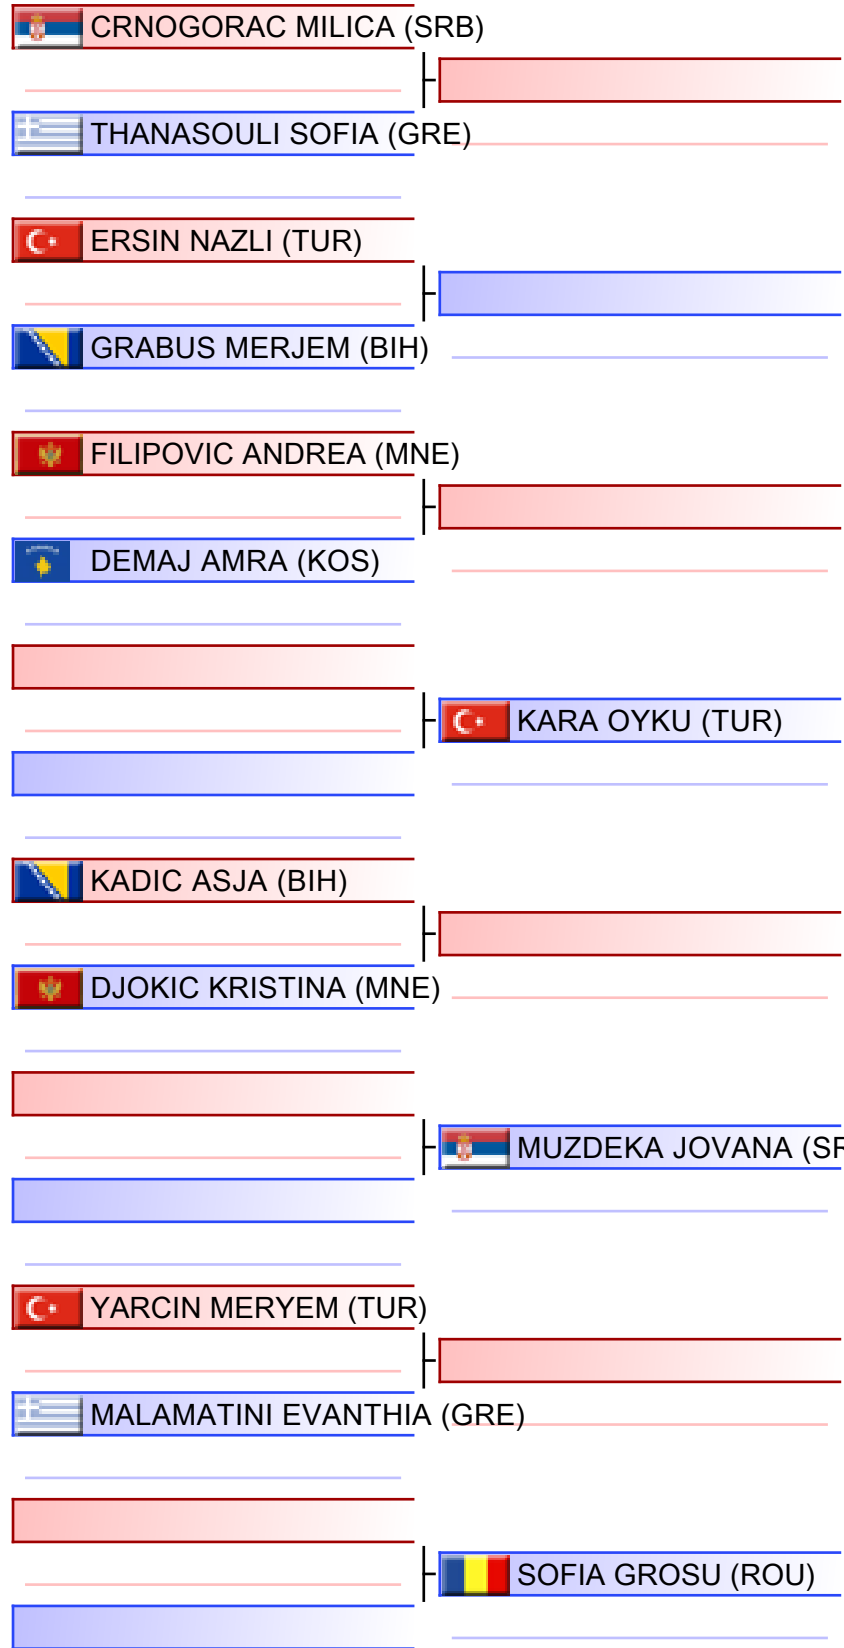 CRNOGORAC MILICA (SRB)
THANASOULI SOFIA (GRE)
ERSIN NAZLI (TUR)
GRABUS MERJEM (BIH)
FILIPOVIC ANDREA (MNE)
DEMAJ AMRA (KOS)
KARA OYKU (TUR)
KADIC ASJA (BIH)
DJOKIC KRISTINA (MNE)
MUZDEKA JOVANA (SR
YARCIN MERYEM (TUR)
MALAMATINI EVANTHIA (GRE)
SOFIA GROSU (ROU)